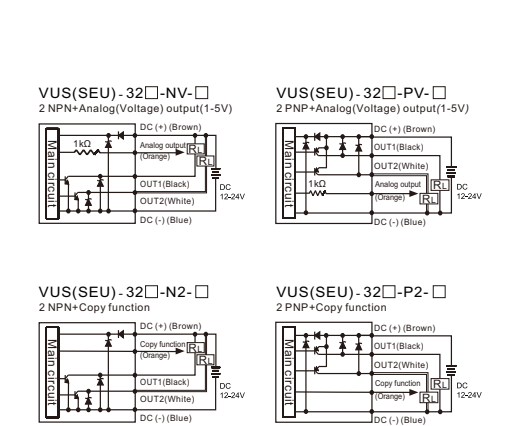 VUS(SEU)-32□-NV-□
2 NPN+Analog(Voltage) output(1-5V)
DC (+) (Brown)
1kΩ
Analog output
(Orange)
RL
RL
Main circuit
OUT1(Black)
OUT2(White)
DC
12-24V
DC (-) (Blue)
VUS(SEU)-32□-PV-□
2 PNP+Analog(Voltage) output(1-5V)
DC (+) (Brown)
OUT1(Black)
OUT2(White)
Main circuit
1kΩ
Analog output
(Orange)
RL
RL
DC
12-24V
DC (-) (Blue)
VUS(SEU)-32□-N2-□
2 NPN+Copy function
DC (+) (Brown)
Copy function
(Orange)
RL
RL
Main circuit
OUT1(Black)
OUT2(White)
DC
12-24V
DC (-) (Blue)
VUS(SEU)-32□-P2-□
2 PNP+Copy function
DC (+) (Brown)
OUT1(Black)
OUT2(White)
Main circuit
Copy function
(Orange)
RL
RL
DC
12-24V
DC (-) (Blue)